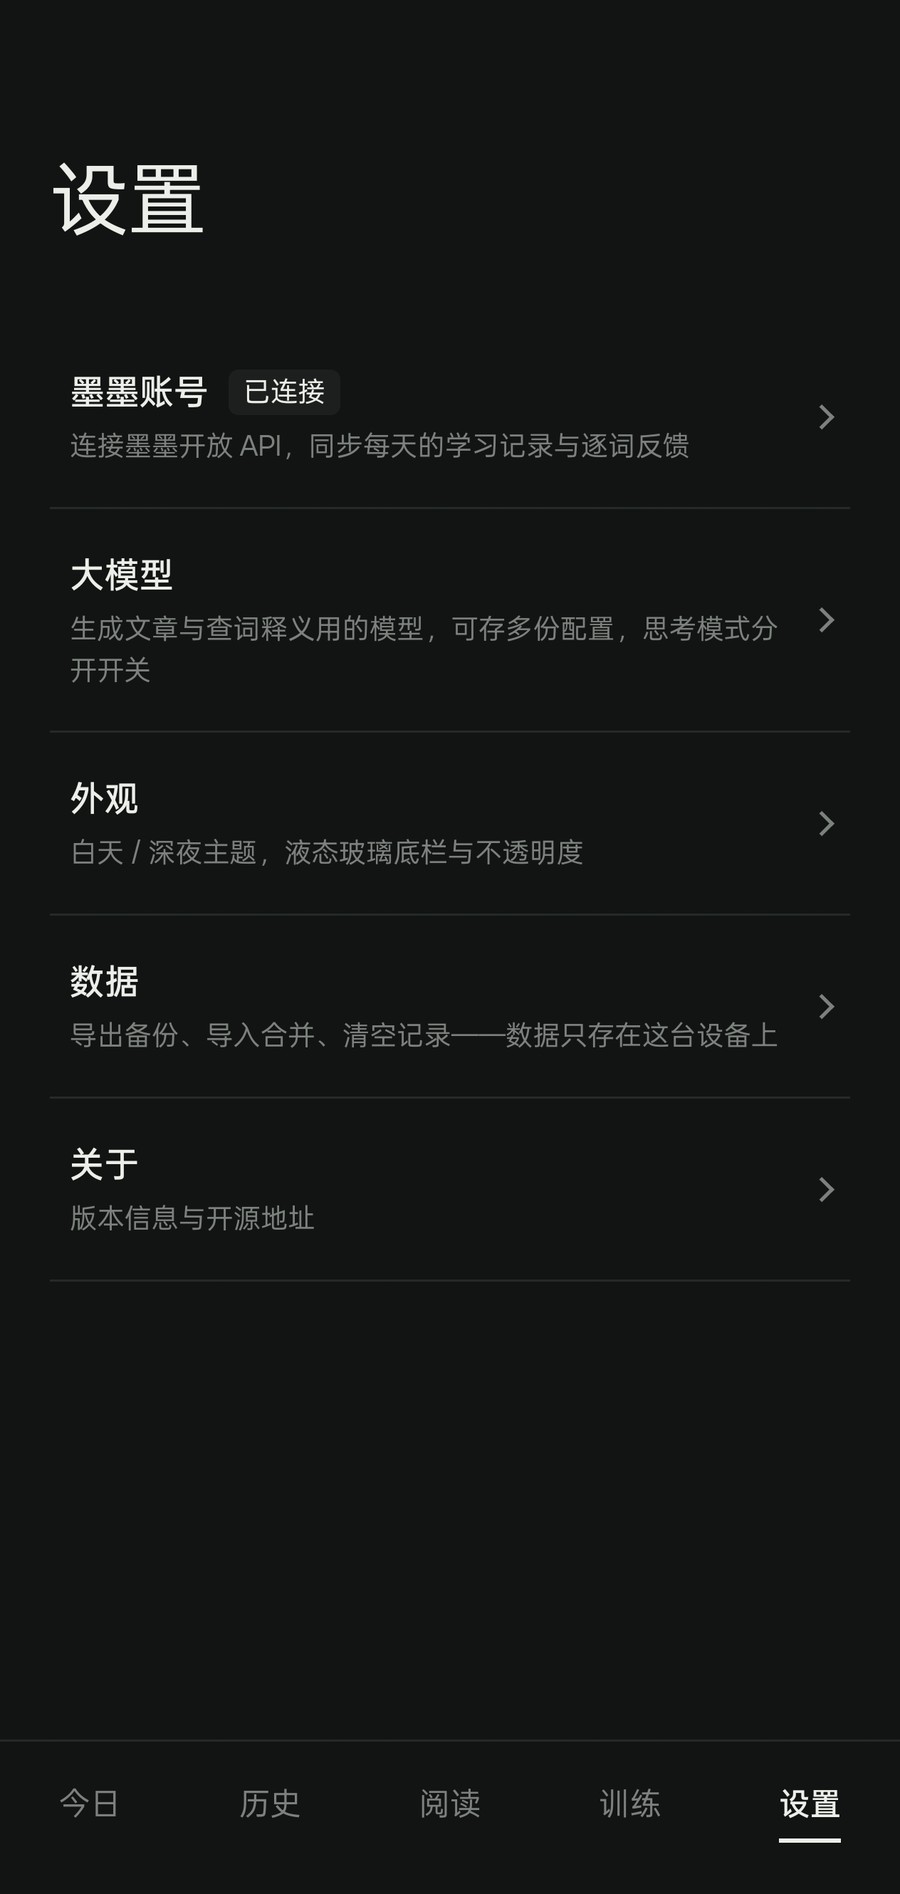 设置
墨墨账号 已连接
连接墨墨开放 API，同步每天的学习记录与逐词反馈
大模型
生成文章与查词释义用的模型，可存多份配置，思考模式分
开开关
外观
白天 / 深夜主题，液态玻璃底栏与不透明度
数据
导出备份、导入合并、清空记录——数据只存在这台设备上
关于
版本信息与开源地址
今日 历史 阅读 训练 设置